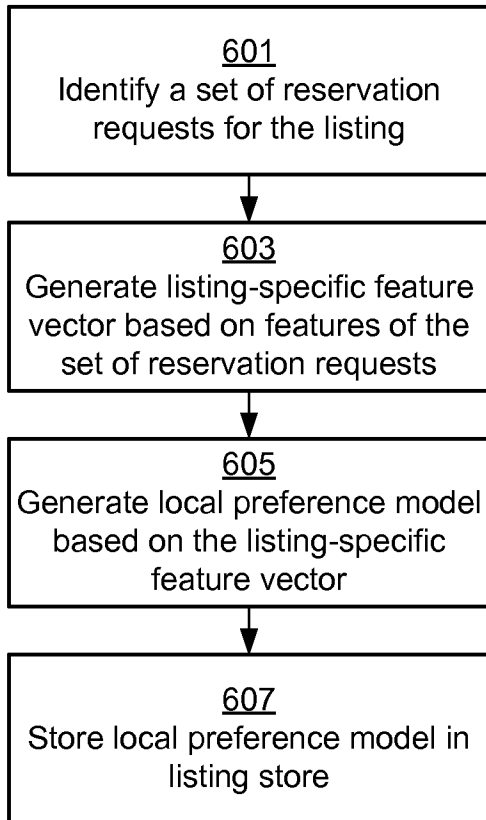 601
Identify a set of reservation
requests for the listing
603
Generate listing-specific feature
vector based on features of the
set of reservation requests
605
Generate local preference model
based on the listing-specific
feature vector
607
Store local preference model in
listing store